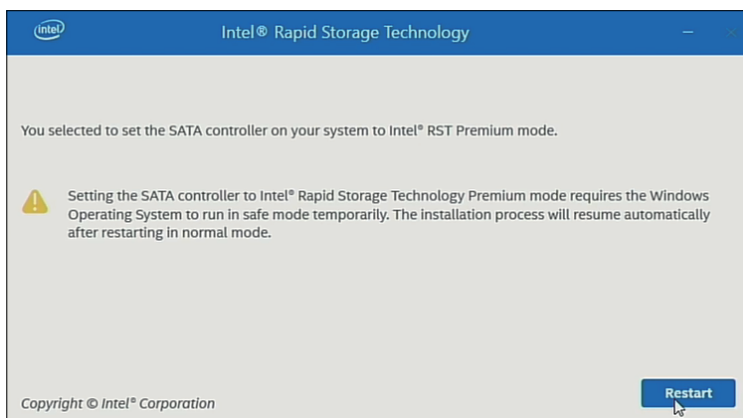 intel
Intel® Rapid Storage Technology
You selected to set the SATA controller on your system to Intel® RST Premium mode.
Setting the SATA controller to Intel® Rapid Storage Technology Premium mode requires the Windows
Operating System to run in safe mode temporarily. The installation process will resume automatically
after restarting in normal mode.
Restart
Copyright © Intel® Corporation